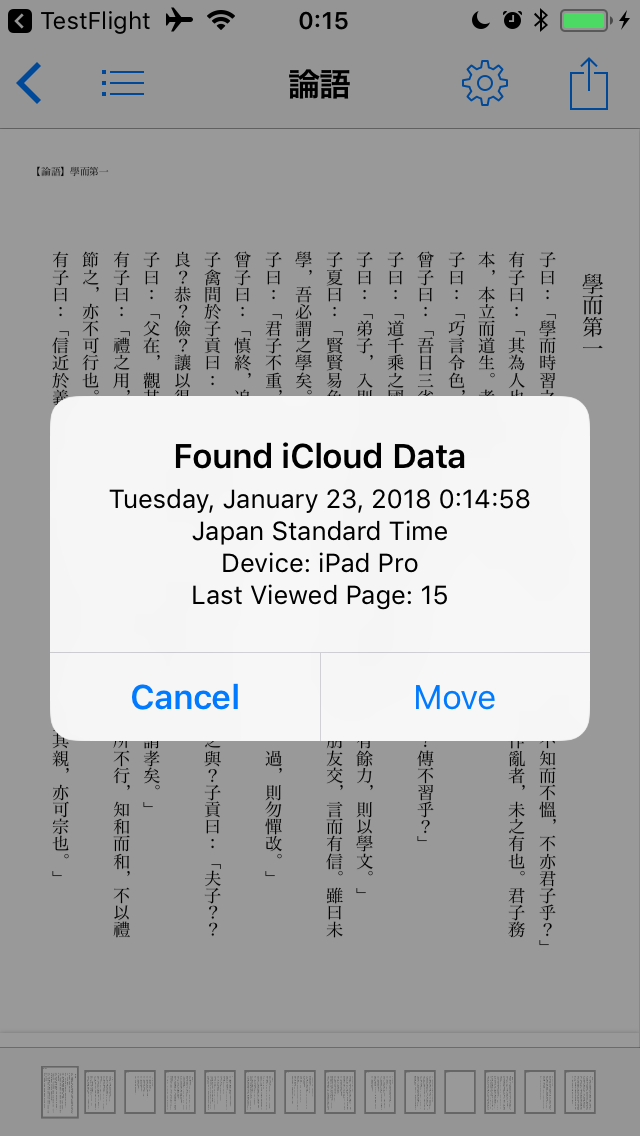 TestFlight 0:15
論語
【論語】學而第一
學而第一
子曰：「學而時習之
不知而不慍，不亦君子乎？」
有子曰：「其為人也
作亂者，未之有也。君子務
本，本立而道生。孝
子曰：「巧言令色，
曾子曰：「吾日三省
？傳不習乎？」
子曰：「道千乘之國
子曰：「弟子，入則
有餘力，則以學文。」
子夏曰：「賢賢易色
朋友交，言而有信。雖曰未
學，吾必謂之學矣。
子曰：「君子不重，
過，則勿憚改。」
曾子曰：「慎終，追
子禽問於子貢曰：
之與？子貢曰：「夫子？？
良？恭？儉？讓以得
子曰：「父在，觀其
謂孝矣。」
有子曰：「禮之用，
所不行，知和而和，不以禮
節之，亦不可行也。
有子曰：「信近於義
其親，亦可宗也。」
Found iCloud Data
Tuesday, January 23, 2018 0:14:58
Japan Standard Time
Device: iPad Pro
Last Viewed Page: 15
Cancel
Move